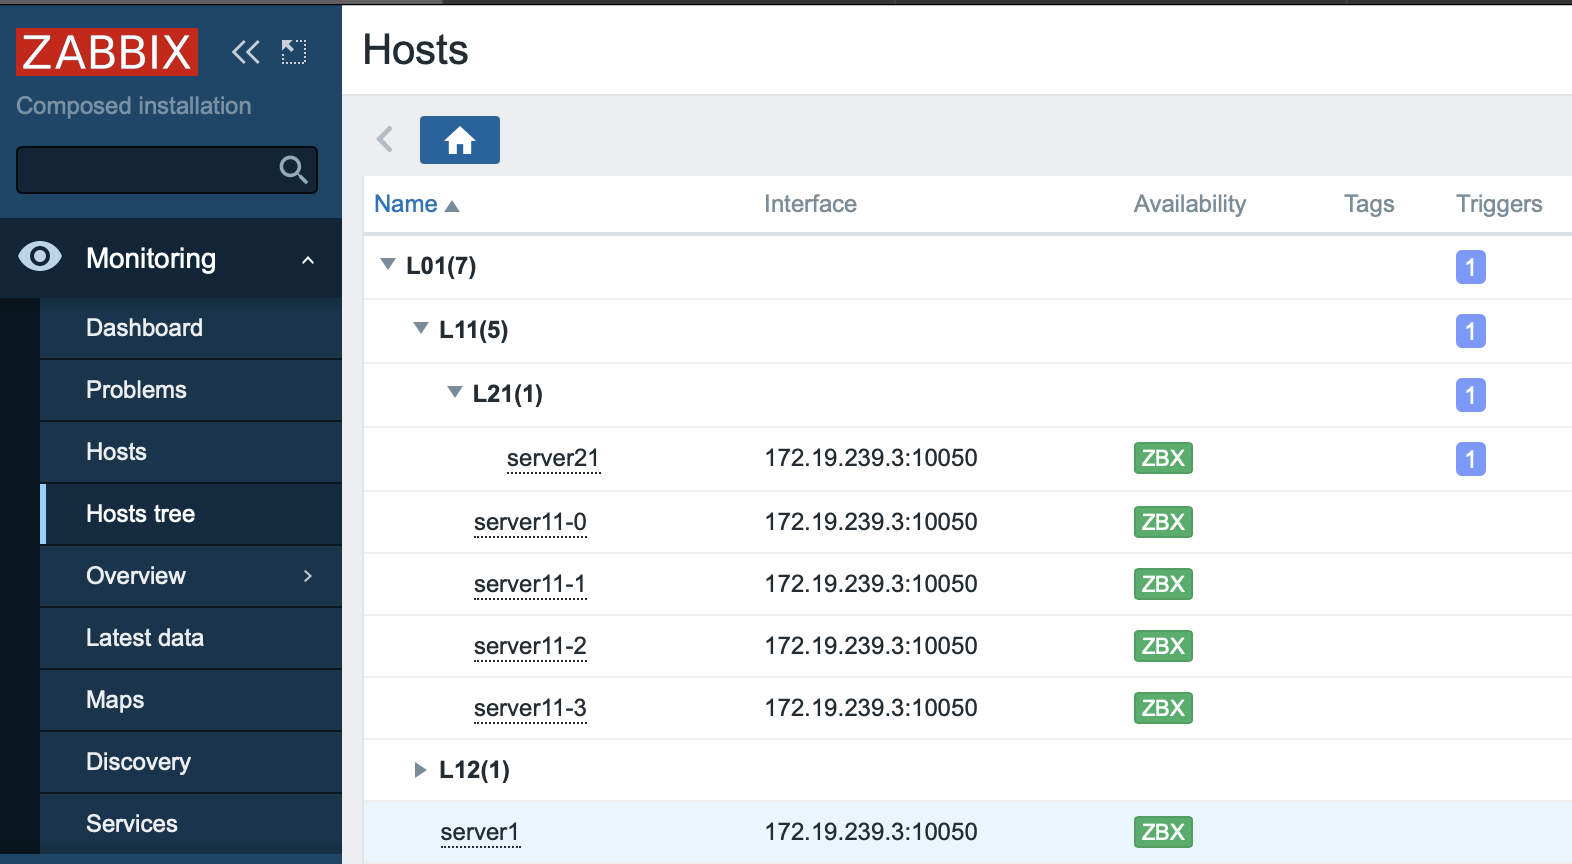 ZABBIX
Composed installation
Monitoring
Dashboard
Problems
Hosts
Hosts tree
Overview
Latest data
Maps
Discovery
Services
Hosts
Name Interface Availability Tags Triggers
L01(7) 1
L11(5) 1
L21(1) 1
server21 172.19.239.3:10050 ZBX 1
server11-0 172.19.239.3:10050 ZBX
server11-1 172.19.239.3:10050 ZBX
server11-2 172.19.239.3:10050 ZBX
server11-3 172.19.239.3:10050 ZBX
L12(1)
server1 172.19.239.3:10050 ZBX